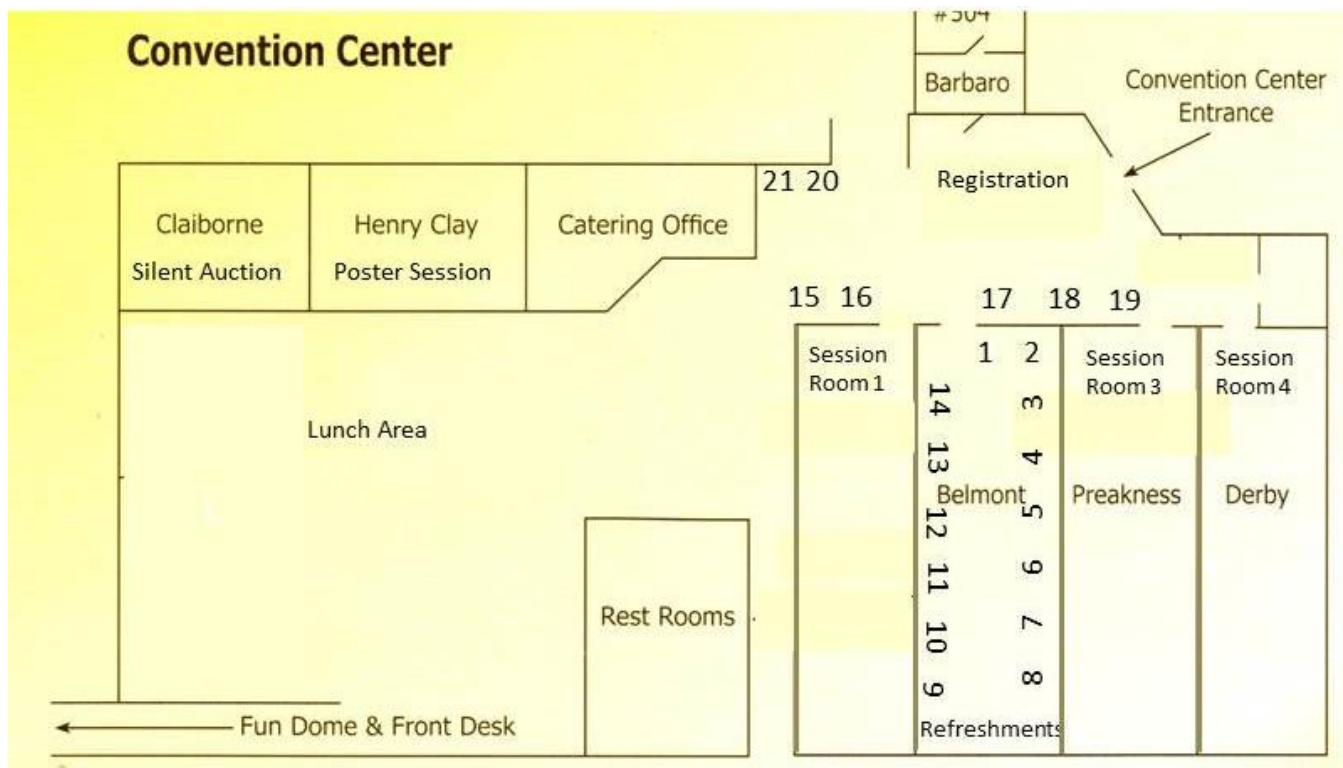 Convention Center
#504
Barbaro
Convention Center
Entrance
Registration
21 20
Claiborne
Silent Auction
Henry Clay
Poster Session
Catering Office
15 16 17 18 19
Session
Room 1
1 2
Session
Room 3
Session
Room 4
14
3
13
4
Belmont
Preakness
Derby
12
5
11
6
10
7
9
8
Refreshments
Lunch Area
Rest Rooms
Fun Dome & Front Desk